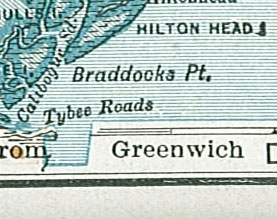 HILTON HEAD
Braddocks Pt.
Calibogue Sd.
Tybee Roads
rom Greenwich